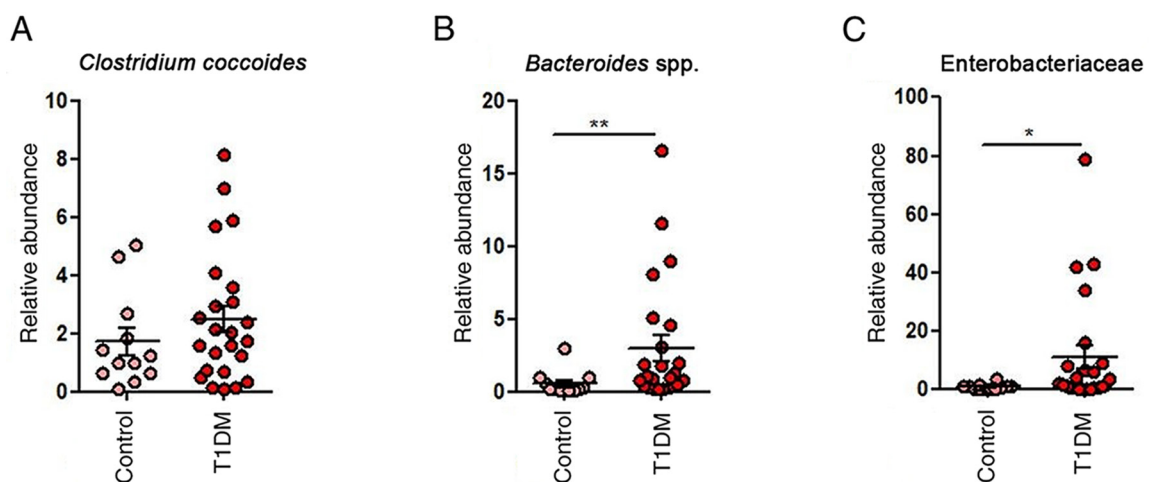 A
Clostridium coccoides
Relative abundance
10
8
6
4
2
0
Control
T1DM
B
Bacteroides spp.
Relative abundance
20
15
10
5
0
**
Control
T1DM
C
Enterobacteriaceae
Relative abundance
100
80
60
40
20
0
*
Control
T1DM